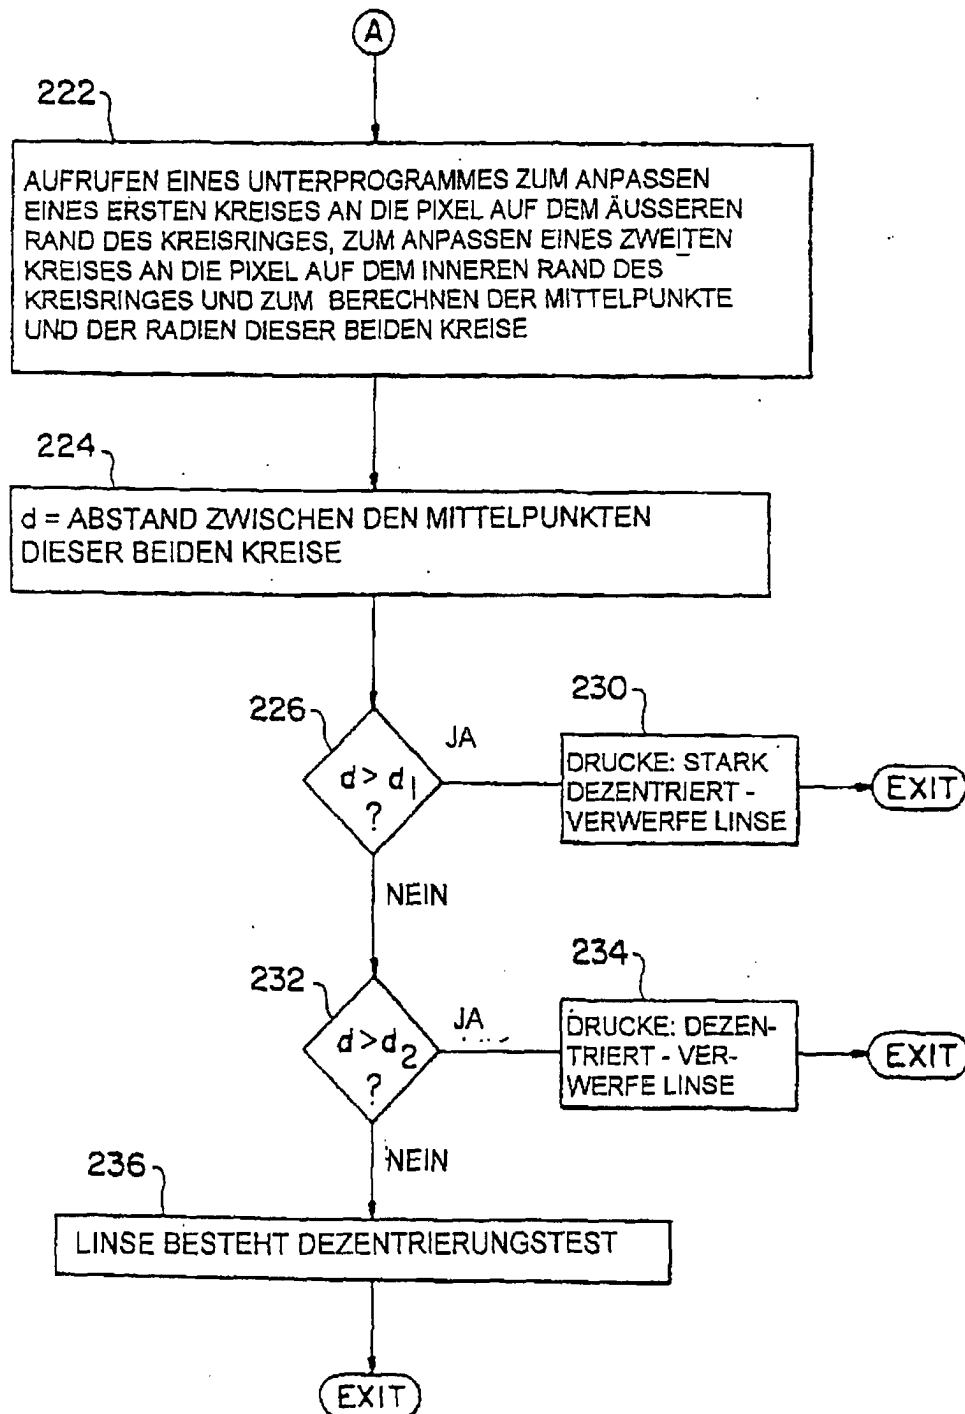 A
222
AUFRUFEN EINES UNTERPROGRAMMES ZUM ANPASSEN
EINES ERSTEN KREISES AN DIE PIXEL AUF DEM ÄUSSEREN
RAND DES KREISRINGES, ZUM ANPASSEN EINES ZWEITEN
KREISES AN DIE PIXEL AUF DEM INNEREN RAND DES
KREISRINGES UND ZUM BERECHNEN DER MITTELPUNKTE
UND DER RADIEN DIESER BEIDEN KREISE
224
d = ABSTAND ZWISCHEN DEN MITTELPUNKTEN
DIESER BEIDEN KREISE
226
d > d₁
?
JA
230
DRUCKE: STARK
DEZENTRIERT -
VERWERFE LINSE
EXIT
NEIN
232
d > d₂
?
JA
234
DRUCKE: DEZEN-
TRIERT - VER-
WERFE LINSE
EXIT
NEIN
236
LINSE BESTEHT DEZENTRIERUNGSTEST
EXIT